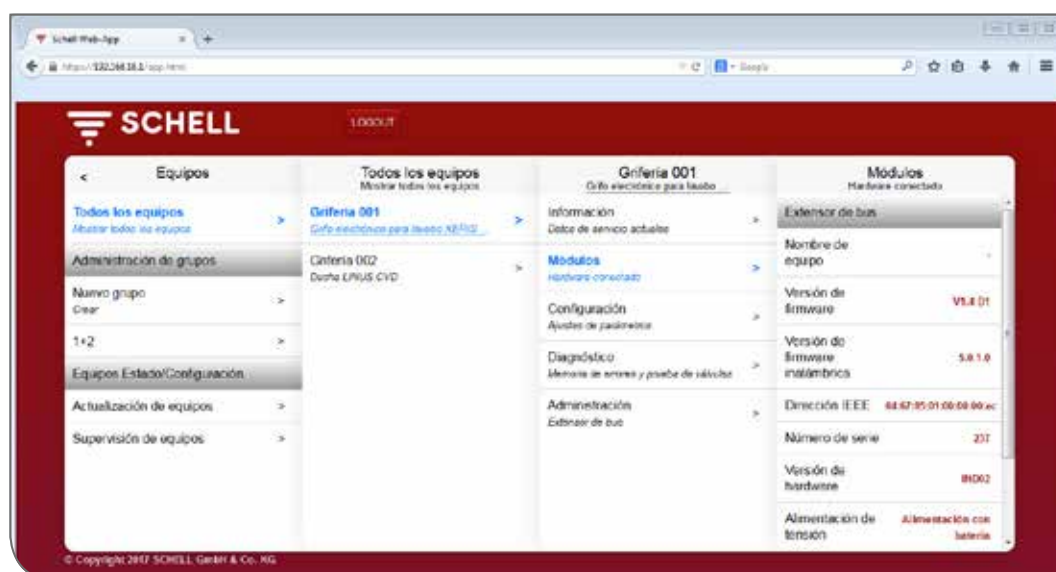 Schell Web-App
Google
SCHELL
LOGOUT
Equipos
Todos los equipos
Mostrar todos los equipos
Administración de grupos
Nuevo grupo
Crear
1+2
Equipos Estado/Configuración
Actualización de equipos
Supervisión de equipos
Todos los equipos
Mostrar todos los equipos
Grifería 001
Grifo electrónico para lavabo
Grifería 002
Ducha LINUS
Grifería 001
Grifo electrónico para lavabo ...
Información
Datos de servicio actuales
Módulos
Hardware conectado
Configuración
Ajustes de parámetros
Diagnóstico
Memoria de errores y prueba de válvulas
Administración
Extensor de bus
Módulos
Hardware conectado
Extensor de bus
Nombre de
equipo
Versión de
firmware
Versión de
firmware
inalámbrica
5.0.1.0
Dirección IEEE
Número de serie
237
Versión de
hardware
Alimentación de
tensión
Alimentación con
batería
© Copyright 2017 SCHELL GmbH & Co. KG